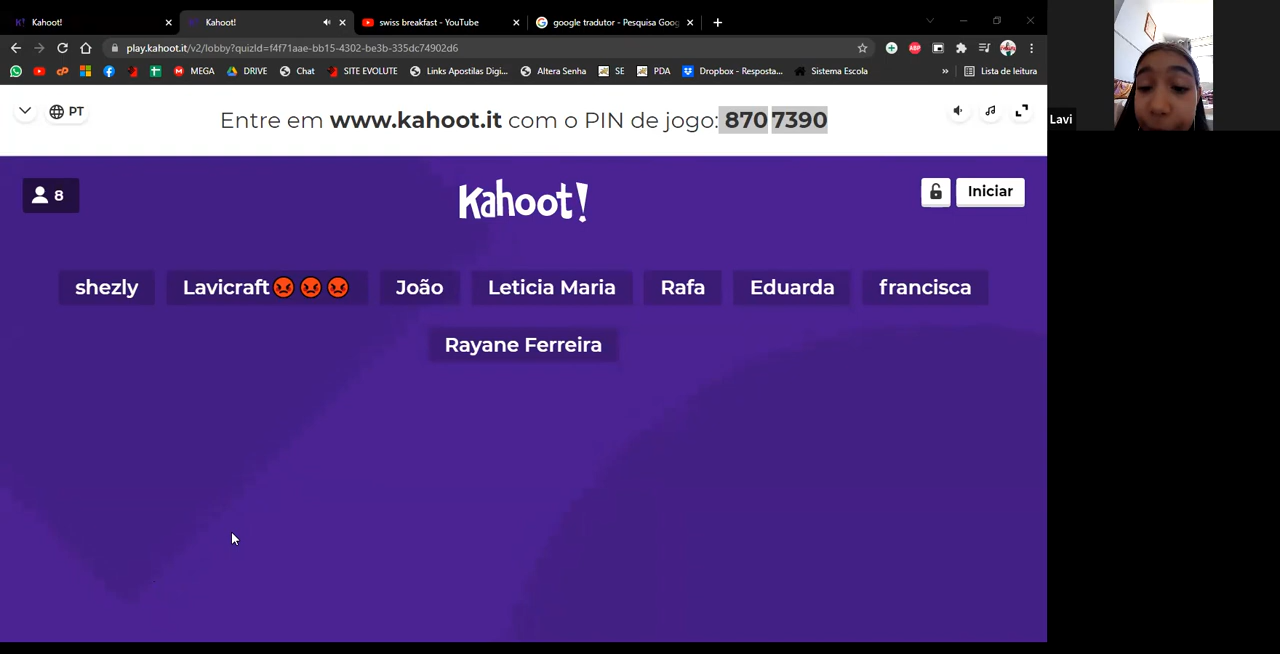 Kahoot!
Kahoot!
swiss breakfast - YouTube
google tradutor - Pesquisa Goog
play.kahoot.it/v2/lobby?quizId=f4f71aae-bb15-4302-be3b-335dc74902d6
MEGA DRIVE Chat SITE EVOLUTE Links Apostilas Digi... Altera Senha SE PDA Dropbox - Respost... Sistema Escola » Lista de leitura
PT
Entre em www.kahoot.it com o PIN de jogo: 870 7390
Lavi
8
Kahoot!
Iniciar
shezly Lavicraft😡😡😡 João Leticia Maria Rafa Eduarda francisca
Rayane Ferreira